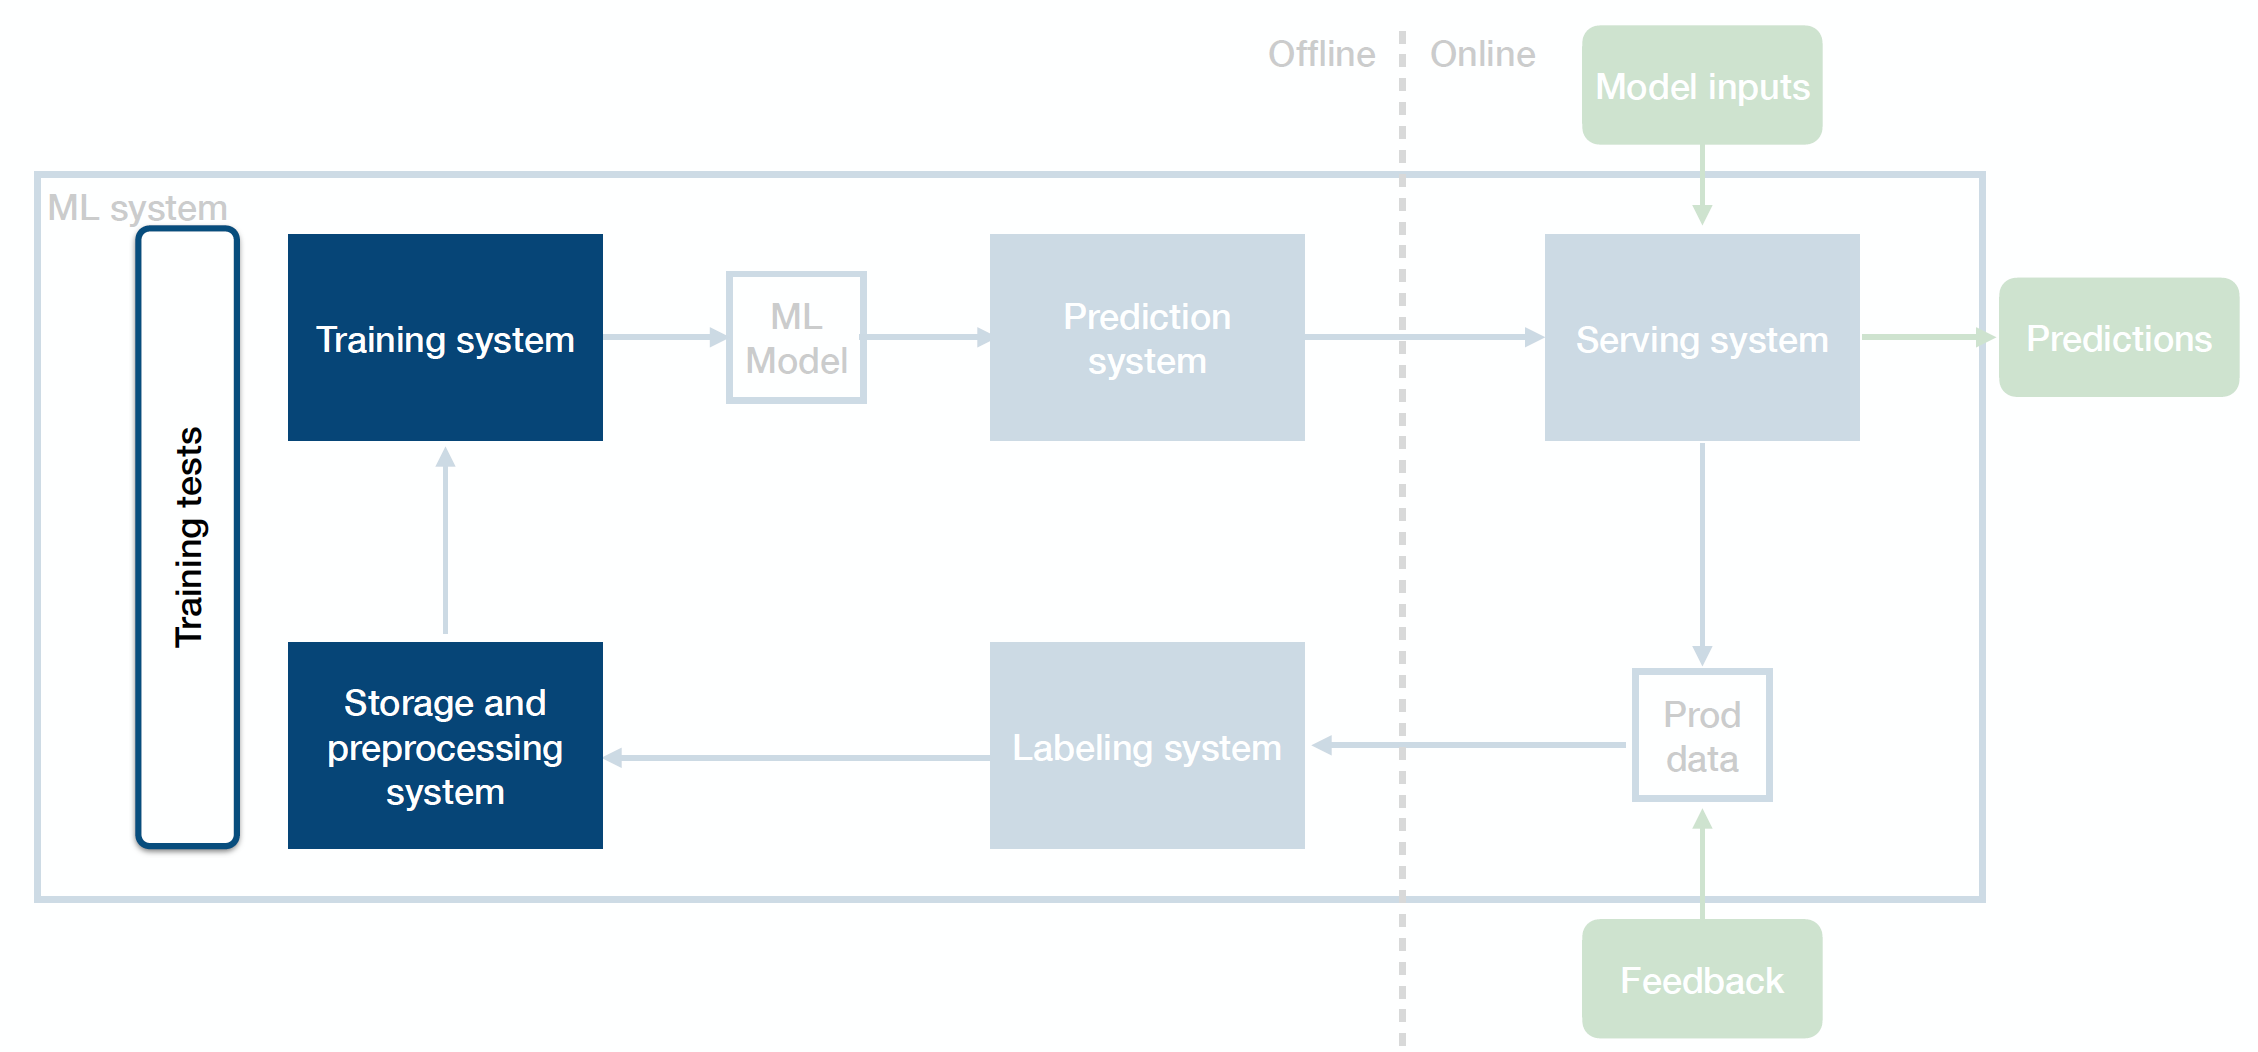 Offline
Online
Model inputs
ML system
Training system
ML
Model
Prediction
system
Serving system
Predictions
Training tests
Storage and
preprocessing
system
Labeling system
Prod
data
Feedback